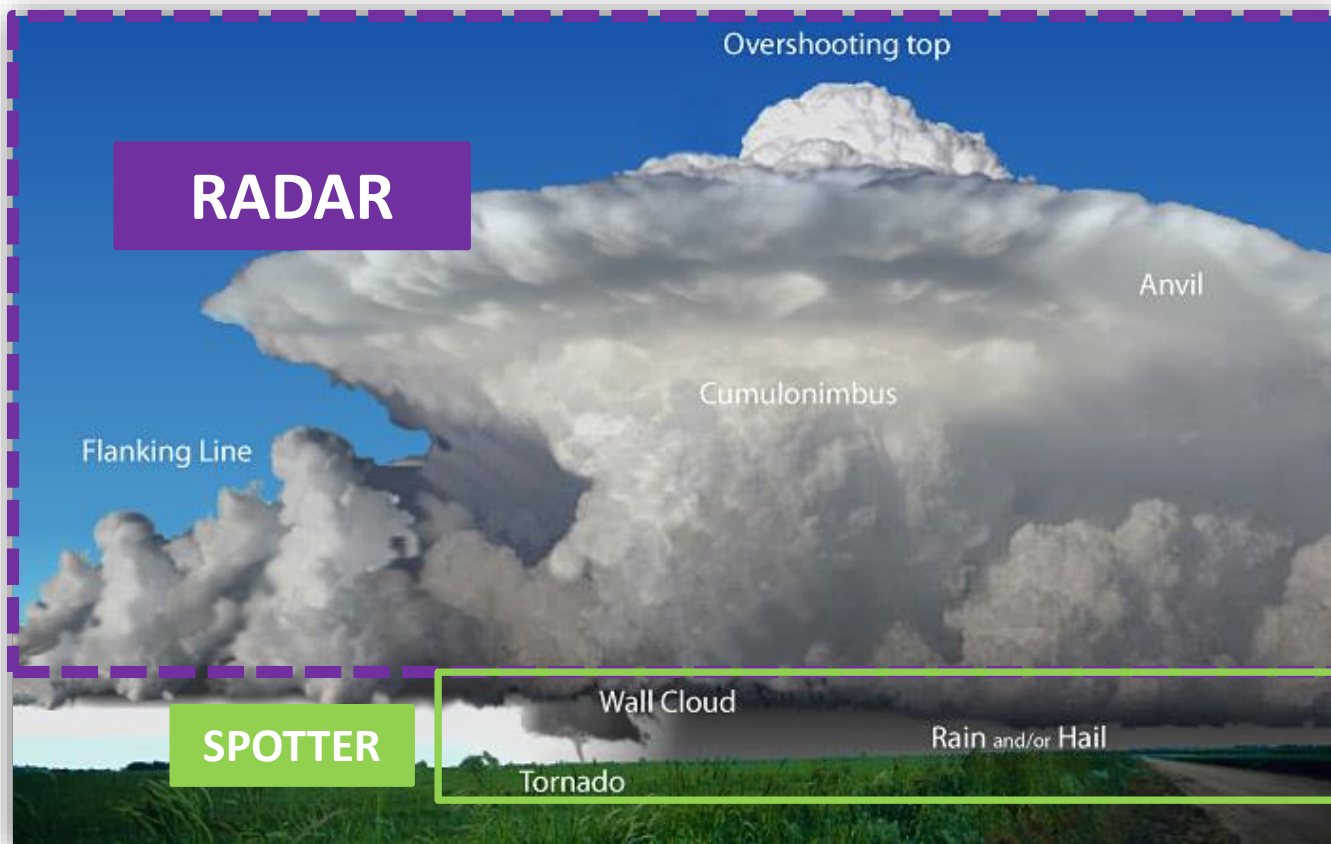 Overshooting top
RADAR
Anvil
Cumulonimbus
Flanking Line
Wall Cloud
SPOTTER
Rain and/or Hail
Tornado